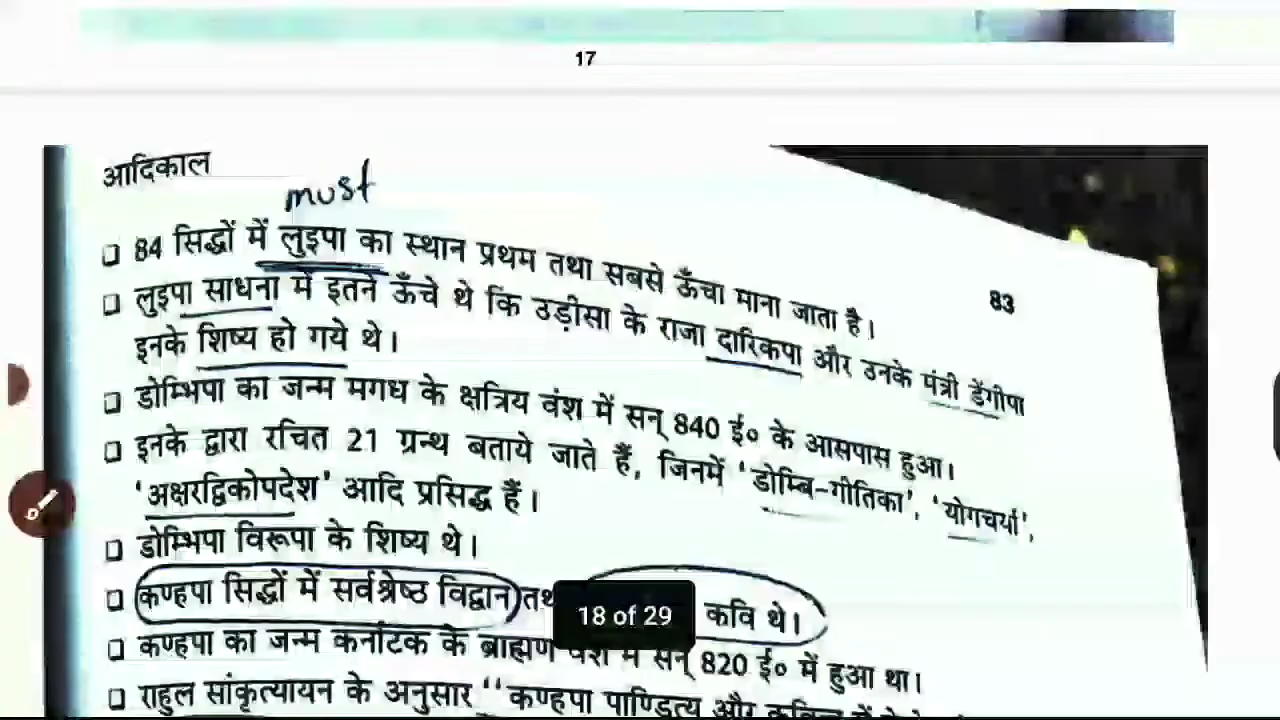 17
आदिकाल
must
83
84 सिद्धों में लुइपा का स्थान प्रथम तथा सबसे ऊँचा माना जाता है।
लुइपा साधना में इतने ऊँचे थे कि उड़ीसा के राजा दारिकपा और उनके मंत्री डेंगीपा
इनके शिष्य हो गये थे।
डोम्भिपा का जन्म मगध के क्षत्रिय वंश में सन् 840 ई० के आसपास हुआ।
इनके द्वारा रचित 21 ग्रन्थ बताये जाते हैं, जिनमें 'डोम्बि-गीतिका', 'योगचर्या',
'अक्षरद्विकोपदेश' आदि प्रसिद्ध हैं।
डोम्भिपा विरूपा के शिष्य थे।
कण्हपा सिद्धों में सर्वश्रेष्ठ विद्वान कवि थे।
18 of 29
कण्हपा का जन्म कर्नाटक के ब्राह्मण वंश में सन् 820 ई० में हुआ था।
राहुल सांकृत्यायन के अनुसार "कण्हपा पाण्डित्य और